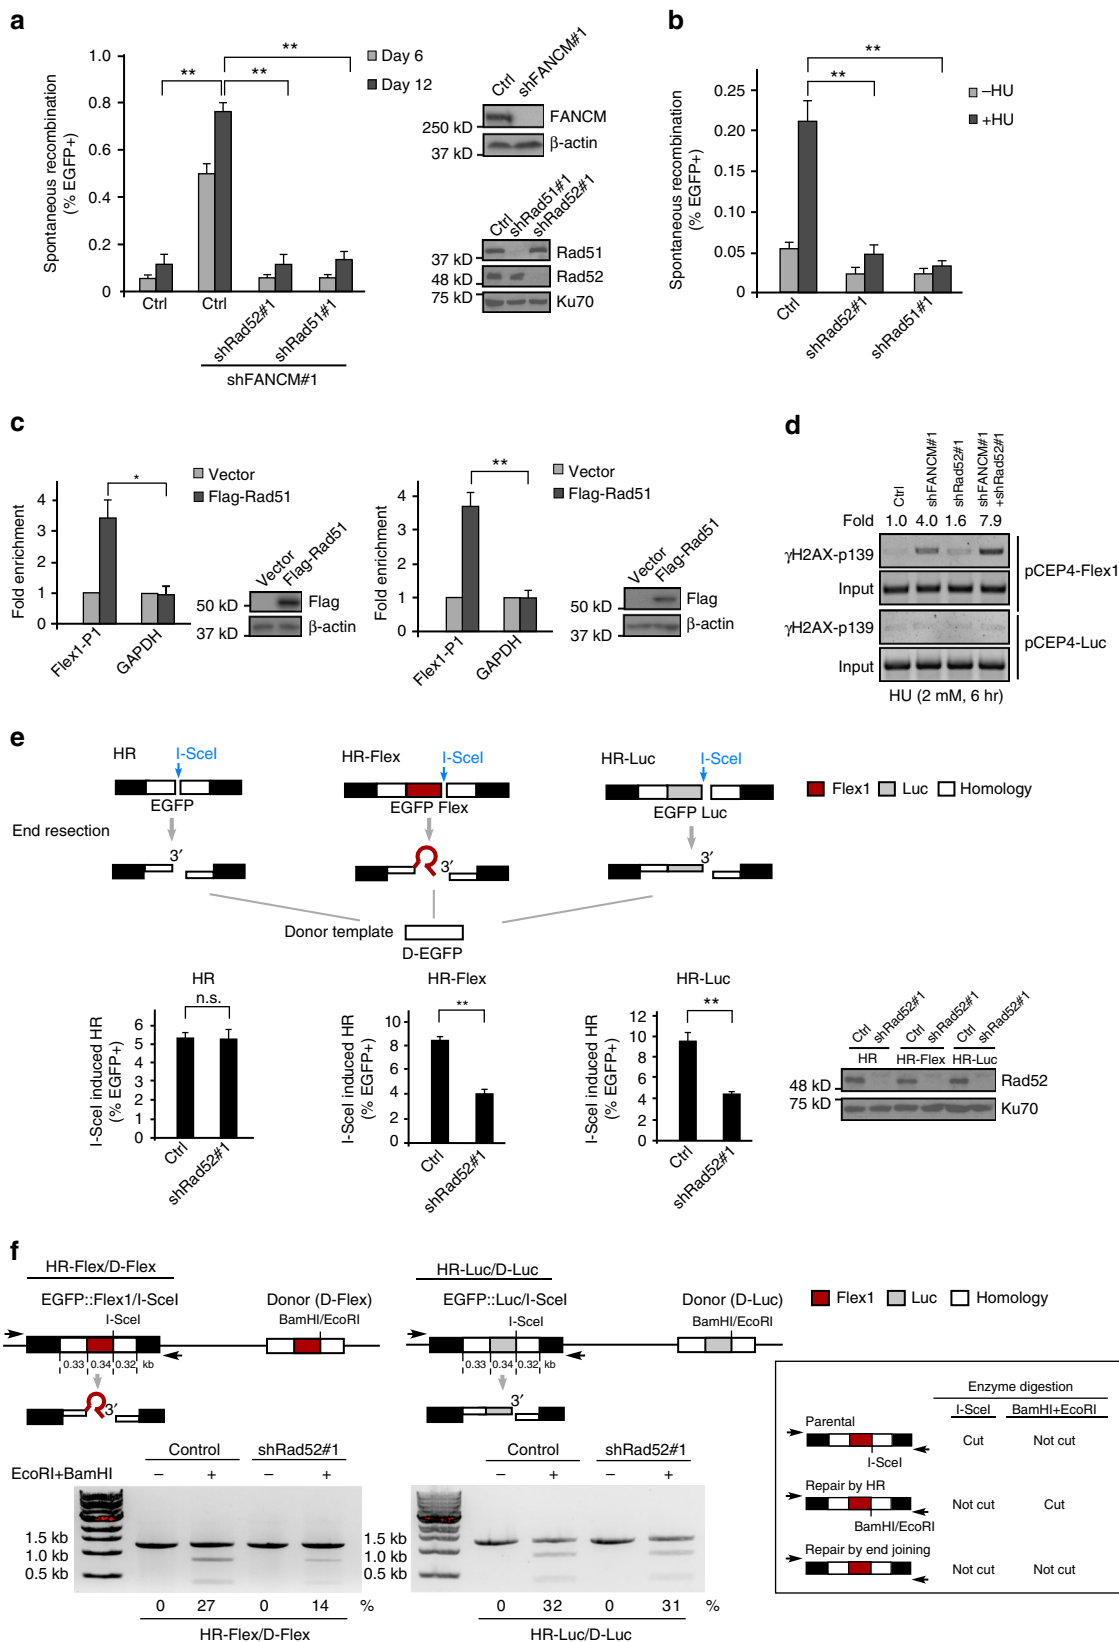 a
Spontaneous recombination
(% EGFP+)
1.0
0.8
0.6
0.4
0.2
0
**
**
**
Day 6
Day 12
Ctrl
Ctrl
shRad52#1
shRad51#1
shFANCM#1
Ctrl
shFANCM#1
250 kD
FANCM
37 kD
β-actin
Ctrl
shRad51#1
shRad52#1
37 kD
Rad51
48 kD
Rad52
75 kD
Ku70
b
Spontaneous recombination
(% EGFP+)
0.25
0.20
0.15
0.10
0.05
0
**
**
–HU
+HU
Ctrl
shRad52#1
shRad51#1
c
Fold enrichment
4
3
2
1
0
*
Vector
Flag-Rad51
Flex1-P1
GAPDH
Vector
Flag-Rad51
50 kD
Flag
37 kD
β-actin
Fold enrichment
4
3
2
1
0
**
Vector
Flag-Rad51
Flex1-P1
GAPDH
Vector
Flag-Rad51
50 kD
Flag
37 kD
β-actin
d
Ctrl
shFANCM#1
shRad52#1
shFANCM#1
+shRad52#1
Fold 1.0 4.0 1.6 7.9
γH2AX-p139
Input
pCEP4-Flex1
γH2AX-p139
Input
pCEP4-Luc
HU (2 mM, 6 hr)
e
HR
I-SceI
EGFP
HR-Flex
I-SceI
EGFP Flex
HR-Luc
I-SceI
EGFP Luc
Flex1 Luc Homology
End resection
3′
3′
3′
Donor template
D-EGFP
HR
n.s.
I-SceI induced HR
(% EGFP+)
6
5
4
3
2
1
0
Ctrl
shRad52#1
HR-Flex
**
I-SceI induced HR
(% EGFP+)
10
8
6
4
2
0
Ctrl
shRad52#1
HR-Luc
**
I-SceI induced HR
(% EGFP+)
12
10
8
6
4
2
0
Ctrl
shRad52#1
Ctrl
shRad52#1
Ctrl
shRad52#1
Ctrl
shRad52#1
HR HR-Flex HR-Luc
48 kD
Rad52
75 kD
Ku70
f
HR-Flex/D-Flex
EGFP::Flex1/I-SceI
Donor (D-Flex)
I-SceI
BamHI/EcoRI
0.33 0.34 0.32 kb
3′
HR-Luc/D-Luc
EGFP::Luc/I-SceI
Donor (D-Luc)
I-SceI
BamHI/EcoRI
0.33 0.34 0.32 kb
3′
Flex1 Luc Homology
Control shRad52#1
EcoRI+BamHI – + – +
1.5 kb
1.0 kb
0.5 kb
0 27 0 14 %
HR-Flex/D-Flex
Control shRad52#1
– + – +
1.5 kb
1.0 kb
0.5 kb
0 32 0 31 %
HR-Luc/D-Luc
Enzyme digestion
I-SceI BamHI+EcoRI
Parental
Cut Not cut
I-SceI
Repair by HR
Not cut Cut
BamHI/EcoRI
Repair by end joining
Not cut Not cut